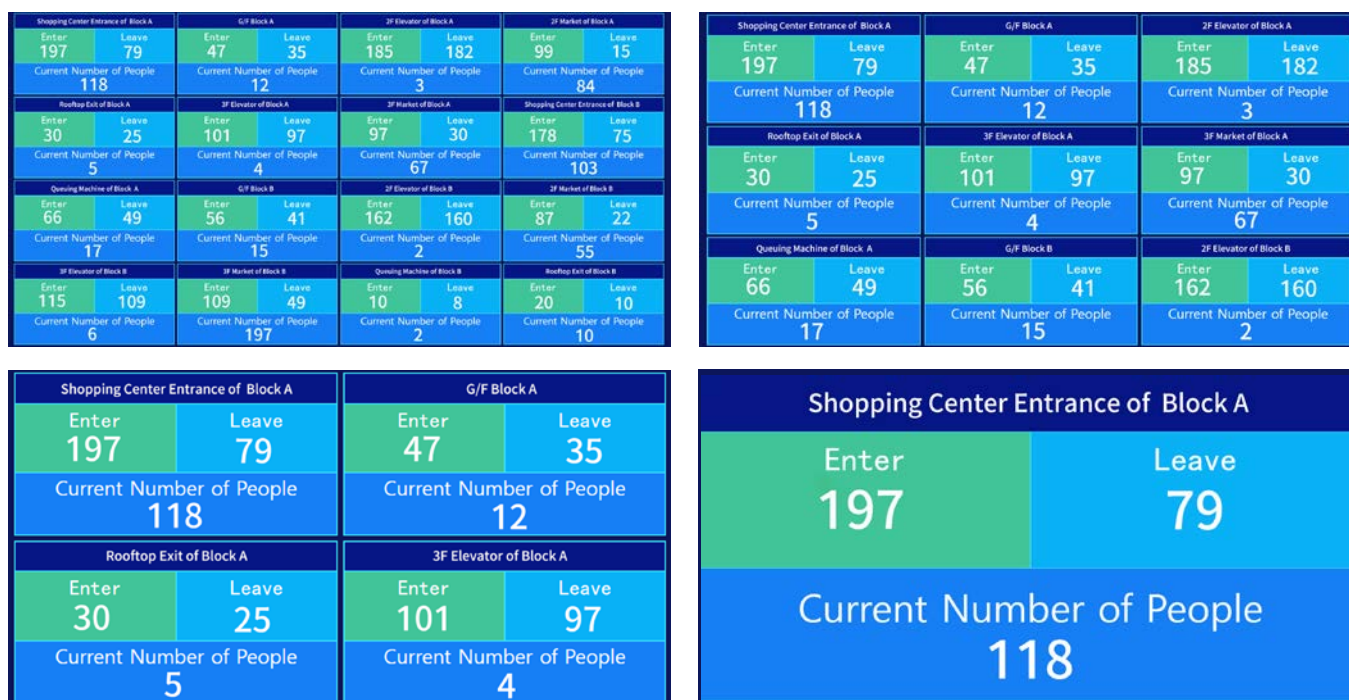 Shopping Center Entrance of Block A
Enter Leave
197 79
Current Number of People
118
G/F Block A
Enter Leave
47 35
Current Number of People
12
2F Elevator of Block A
Enter Leave
185 182
Current Number of People
3
2F Market of Block A
Enter Leave
99 15
Current Number of People
84
Rooftop Exit of Block A
Enter Leave
30 25
Current Number of People
5
3F Elevator of Block A
Enter Leave
101 97
Current Number of People
4
3F Market of Block A
Enter Leave
97 30
Current Number of People
67
Shopping Center Entrance of Block B
Enter Leave
178 75
Current Number of People
103
Queuing Machine of Block A
Enter Leave
66 49
Current Number of People
17
G/F Block B
Enter Leave
56 41
Current Number of People
15
2F Elevator of Block B
Enter Leave
162 160
Current Number of People
2
2F Market of Block B
Enter Leave
87 22
Current Number of People
55
3F Elevator of Block B
Enter Leave
115 109
Current Number of People
6
3F Market of Block B
Enter Leave
109 49
Current Number of People
197
Queuing Machine of Block B
Enter Leave
10 8
Current Number of People
2
Rooftop Exit of Block B
Enter Leave
20 10
Current Number of People
10
Shopping Center Entrance of Block A
Enter Leave
197 79
Current Number of People
118
G/F Block A
Enter Leave
47 35
Current Number of People
12
2F Elevator of Block A
Enter Leave
185 182
Current Number of People
3
Rooftop Exit of Block A
Enter Leave
30 25
Current Number of People
5
3F Elevator of Block A
Enter Leave
101 97
Current Number of People
4
3F Market of Block A
Enter Leave
97 30
Current Number of People
67
Queuing Machine of Block A
Enter Leave
66 49
Current Number of People
17
G/F Block B
Enter Leave
56 41
Current Number of People
15
2F Elevator of Block B
Enter Leave
162 160
Current Number of People
2
Shopping Center Entrance of Block A
Enter Leave
197 79
Current Number of People
118
G/F Block A
Enter Leave
47 35
Current Number of People
12
Rooftop Exit of Block A
Enter Leave
30 25
Current Number of People
5
3F Elevator of Block A
Enter Leave
101 97
Current Number of People
4
Shopping Center Entrance of Block A
Enter Leave
197 79
Current Number of People
118